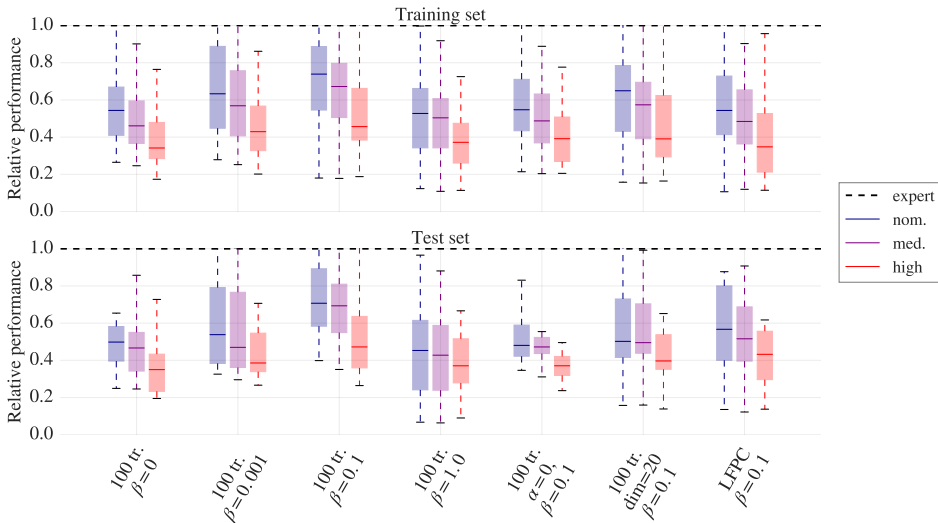 Training set
Relative performance
1.0
0.8
0.6
0.4
0.2
0.0
Test set
Relative performance
1.0
0.8
0.6
0.4
0.2
0.0
100 tr.
β=0
100 tr.
β=0.001
100 tr.
β=0.1
100 tr.
β=1.0
100 tr.
α=0,
β=0.1
100 tr.
dim=20
β=0.1
LFPC
β=0.1
expert
nom.
med.
high